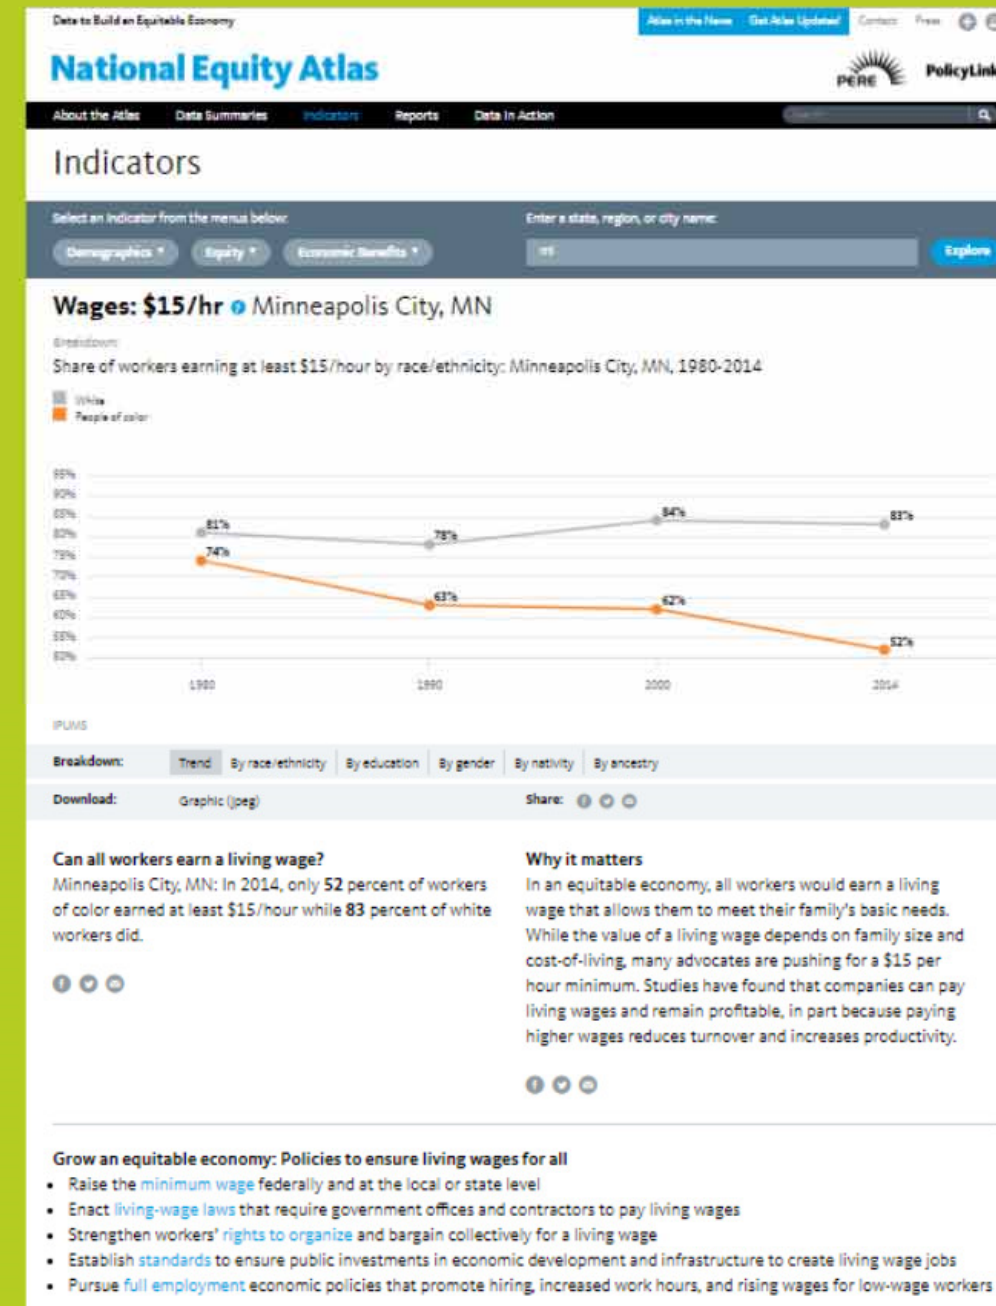 Data to Build an Equitable Economy
Atlas in the News Get Atlas Updates! Contact Press
National Equity Atlas
PERE PolicyLink
About the Atlas Data Summaries Indicators Reports Data in Action
Indicators
Select an indicator from the menus below:
Enter a state, region, or city name:
Demographics Equity Economic Benefits
Explore
Wages: $15/hr Minneapolis City, MN
Breakdown:
Share of workers earning at least $15/hour by race/ethnicity: Minneapolis City, MN, 1980-2014
White
People of color
95%
90%
85%
80%
75%
70%
65%
60%
55%
50%
81% 78% 84% 83%
74% 63% 62% 52%
1980 1990 2000 2014
IPUMS
Breakdown: Trend By race/ethnicity By education By gender By nativity By ancestry
Download: Graphic (jpeg) Share:
Can all workers earn a living wage?
Minneapolis City, MN: In 2014, only 52 percent of workers
of color earned at least $15/hour while 83 percent of white
workers did.
Why it matters
In an equitable economy, all workers would earn a living
wage that allows them to meet their family's basic needs.
While the value of a living wage depends on family size and
cost-of-living, many advocates are pushing for a $15 per
hour minimum. Studies have found that companies can pay
living wages and remain profitable, in part because paying
higher wages reduces turnover and increases productivity.
Grow an equitable economy: Policies to ensure living wages for all
• Raise the minimum wage federally and at the local or state level
• Enact living-wage laws that require government offices and contractors to pay living wages
• Strengthen workers' rights to organize and bargain collectively for a living wage
• Establish standards to ensure public investments in economic development and infrastructure to create living wage jobs
• Pursue full employment economic policies that promote hiring, increased work hours, and rising wages for low-wage workers